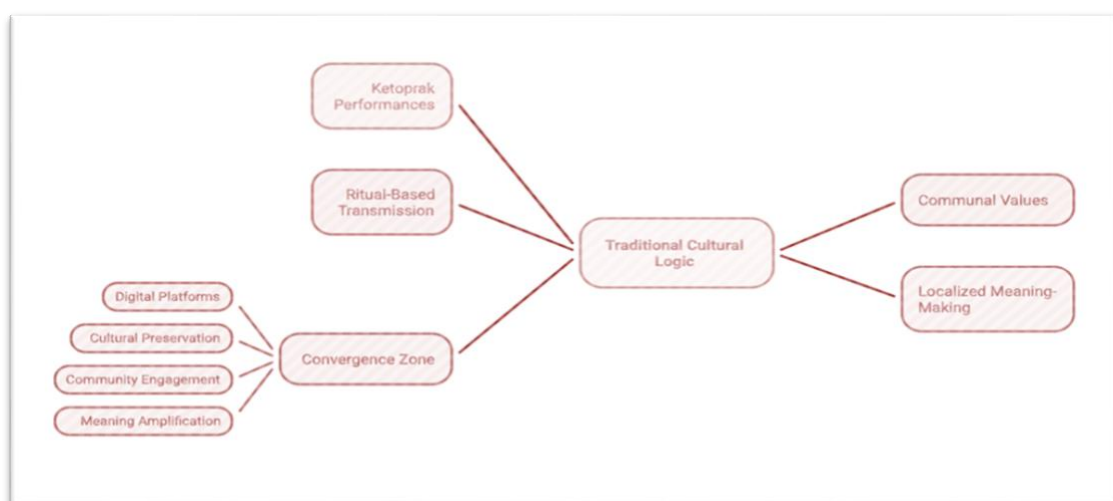 Ketoprak
Performances
Ritual-Based
Transmission
Traditional Cultural
Logic
Communal Values
Localized Meaning-
Making
Digital Platforms
Cultural Preservation
Community Engagement
Meaning Amplification
Convergence Zone